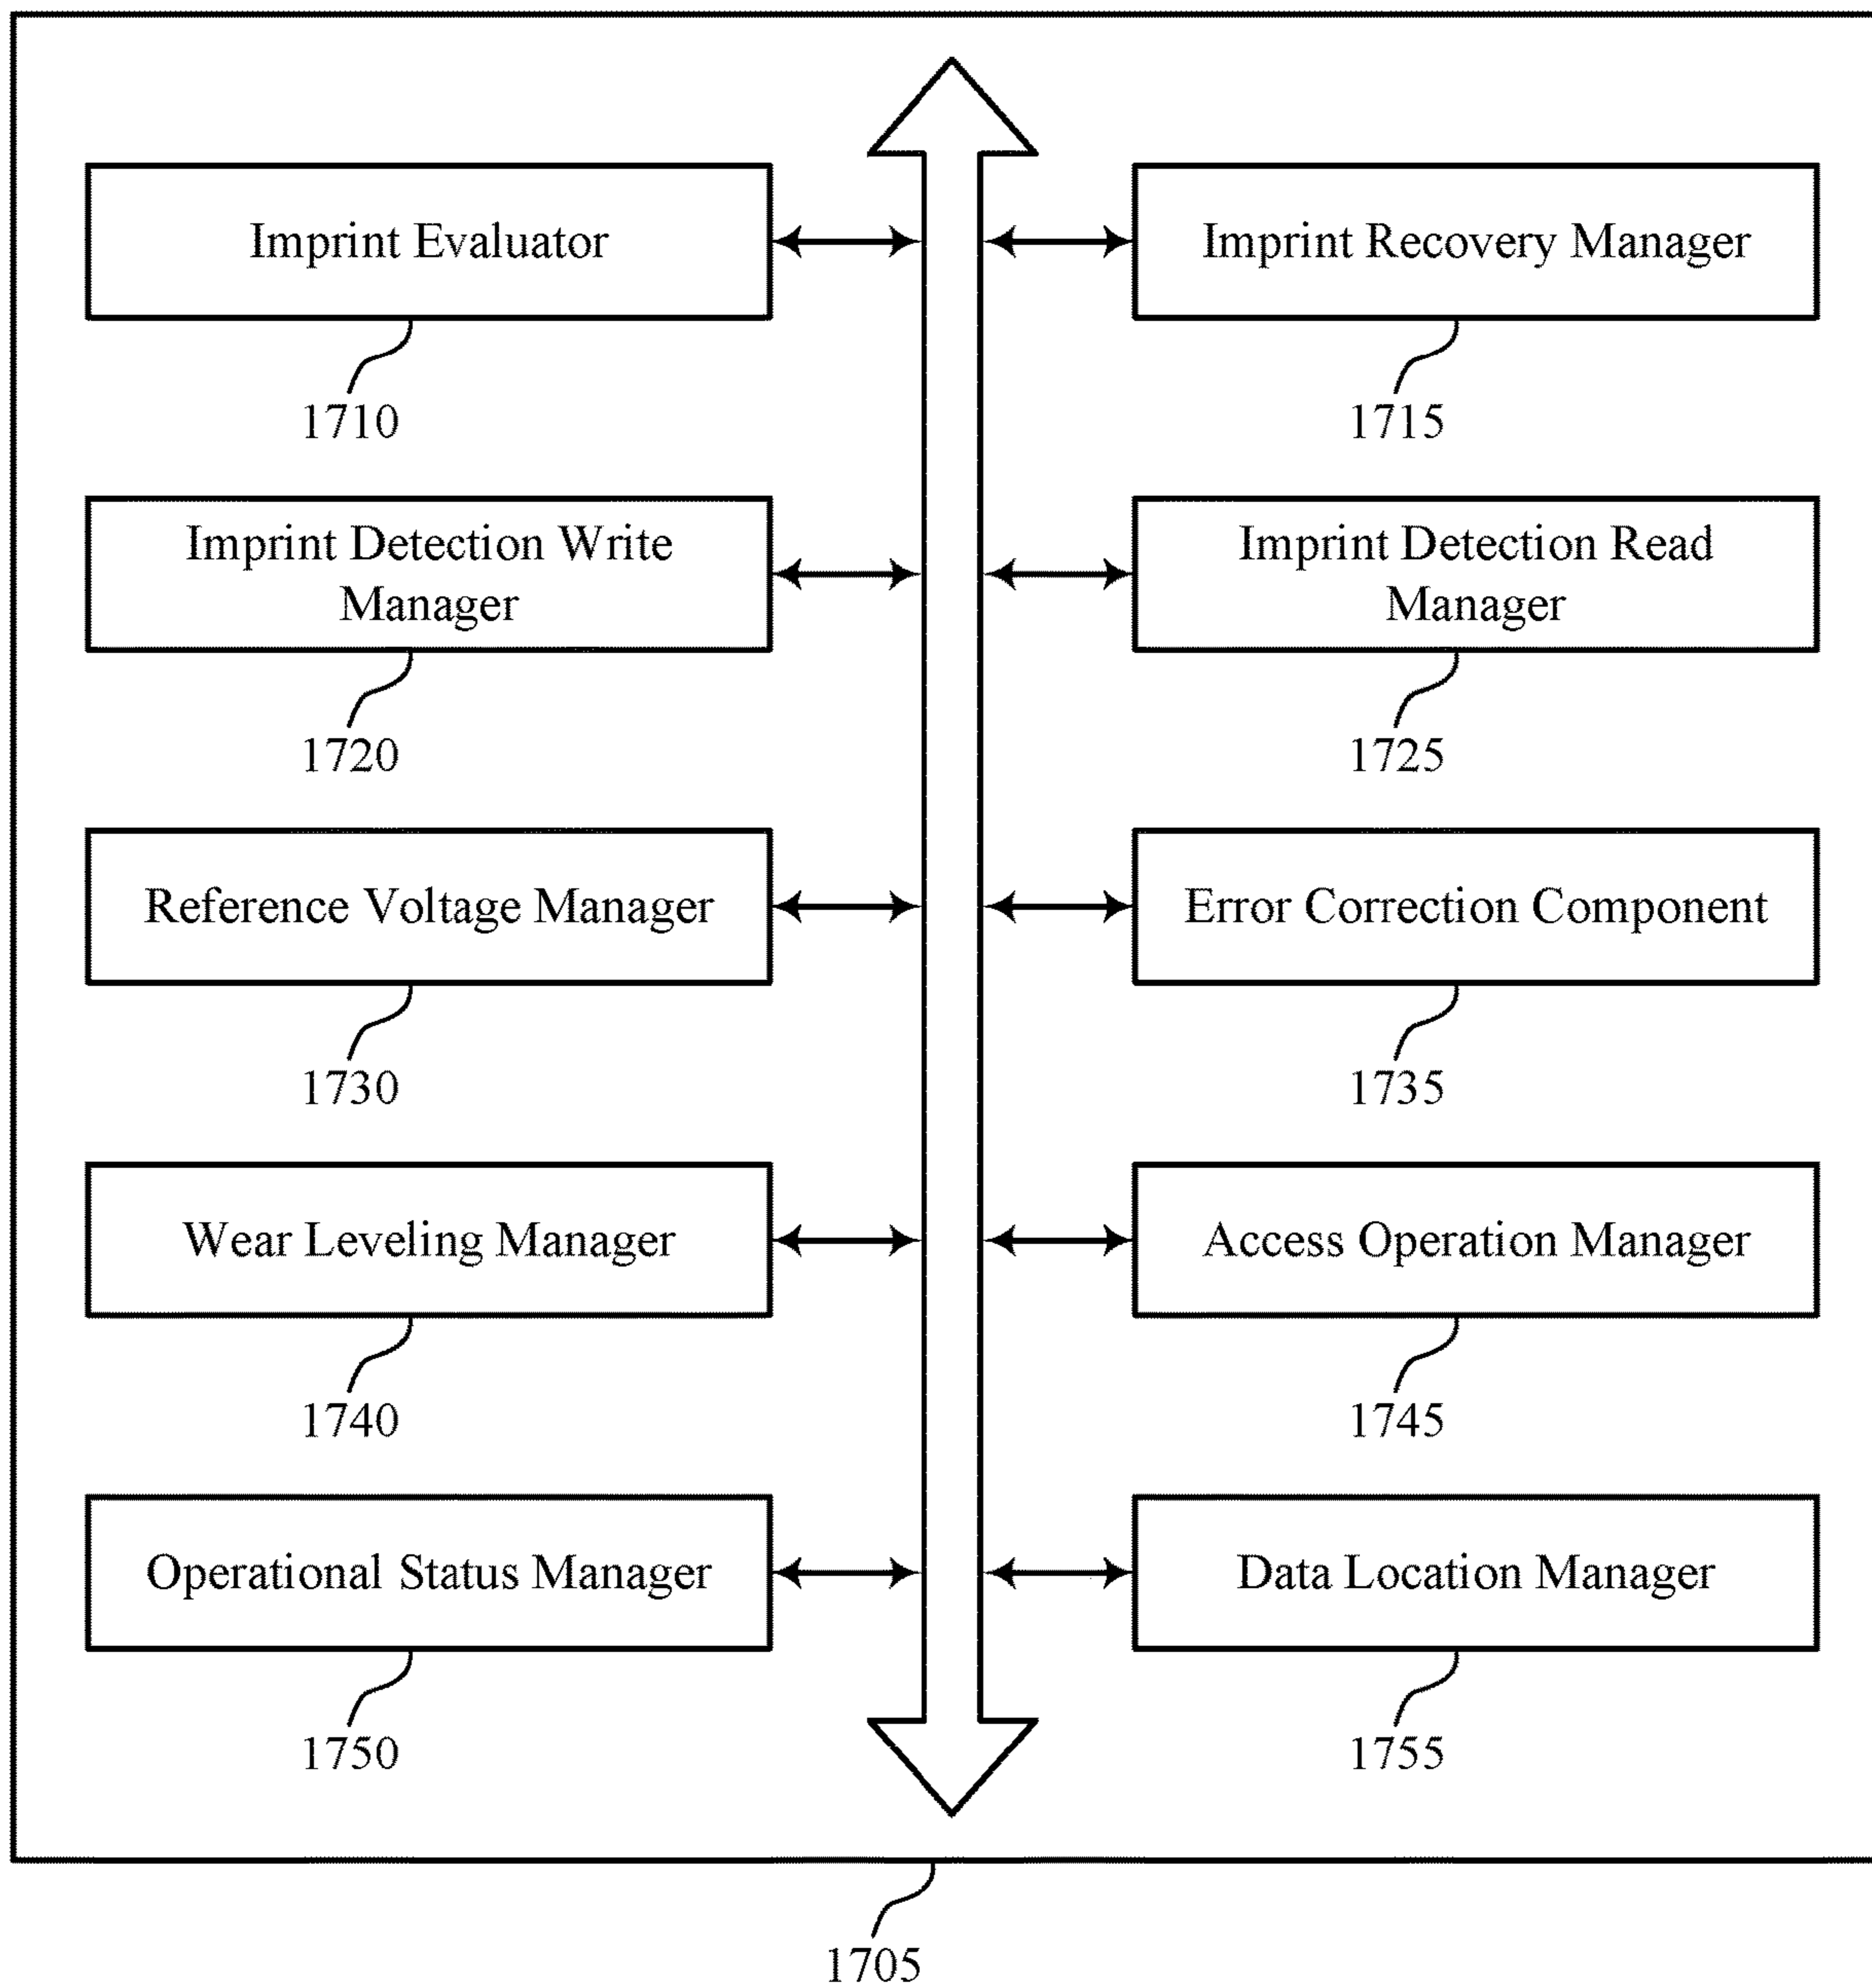 Imprint Evaluator
1710
Imprint Recovery Manager
1715
Imprint Detection Write
Manager
1720
Imprint Detection Read
Manager
1725
Reference Voltage Manager
1730
Error Correction Component
1735
Wear Leveling Manager
1740
Access Operation Manager
1745
Operational Status Manager
1750
Data Location Manager
1755
1705